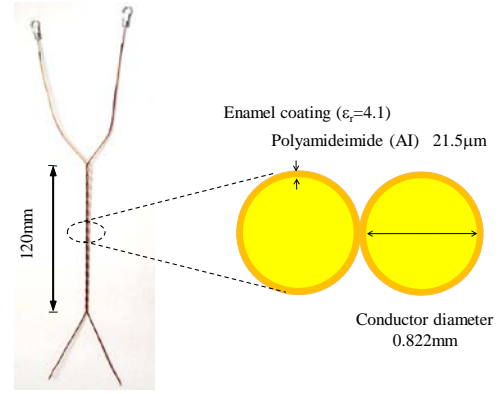 Enamel coating (εr=4.1)
Polyamideimide (AI) 21.5μm
120mm
Conductor diameter
0.822mm